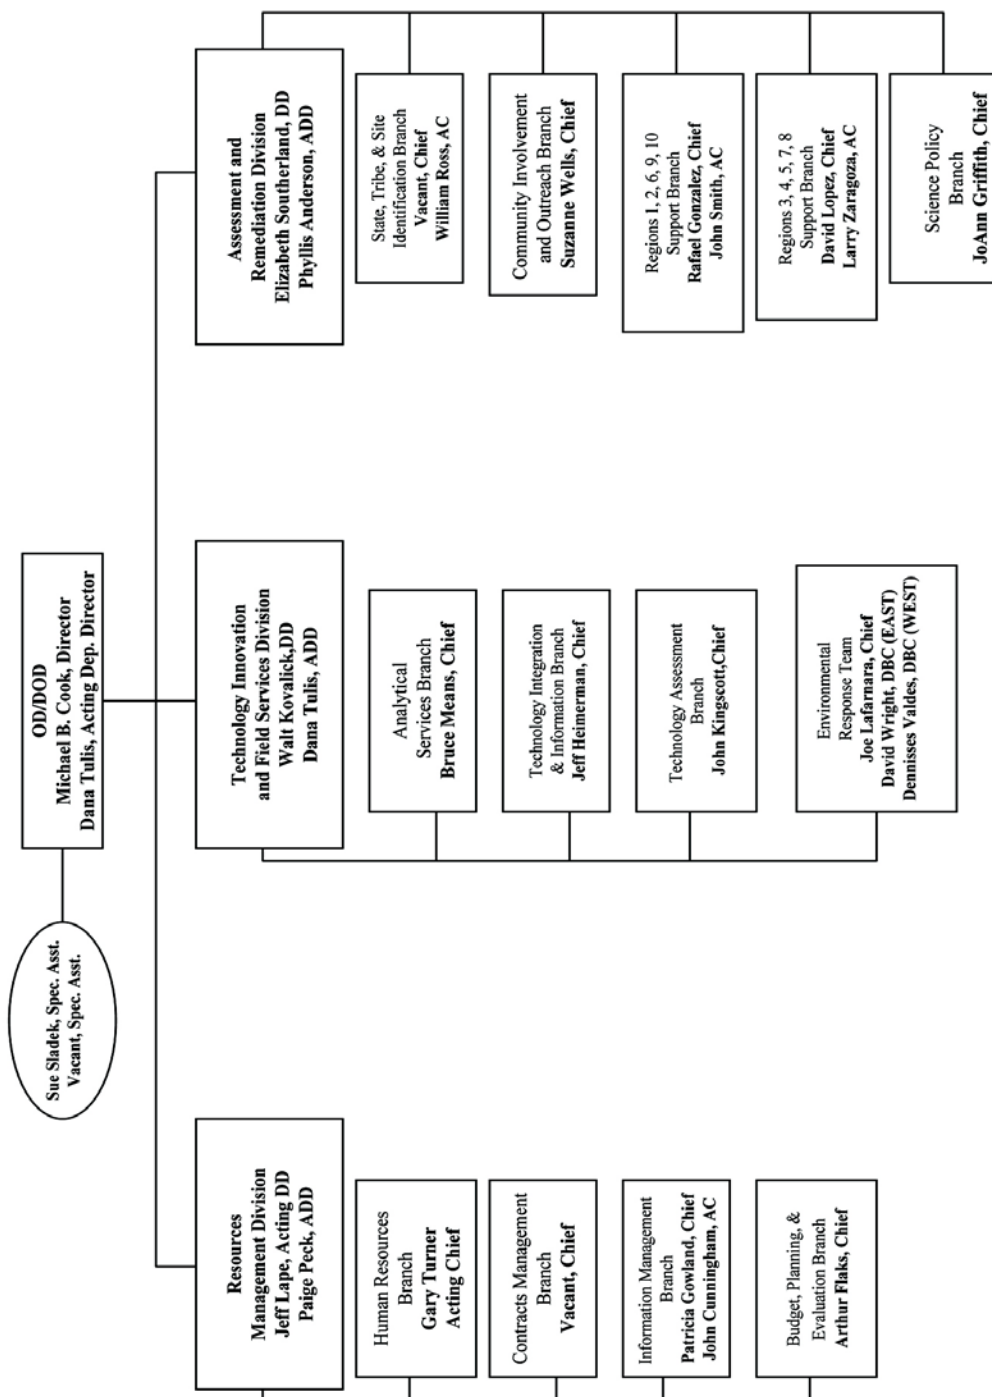 OD/DOD
Michael B. Cook, Director
Dana Tulis, Acting Dep. Director
Sue Sladek, Spec. Asst.
Vacant, Spec. Asst.
Resources
Management Division
Jeff Lape, Acting DD
Paige Peck, ADD
Human Resources
Branch
Gary Turner
Acting Chief
Contracts Management
Branch
Vacant, Chief
Information Management
Branch
Patricia Gowland, Chief
John Cunningham, AC
Budget, Planning, &
Evaluation Branch
Arthur Flaks, Chief
Technology Innovation
and Field Services Division
Walt Kovalick,DD
Dana Tulis, ADD
Analytical
Services Branch
Bruce Means, Chief
Technology Integration
& Information Branch
Jeff Heimerman, Chief
Technology Assessment
Branch
John Kingscott,Chief
Environmental
Response Team
Joe Lafarnara, Chief
David Wright, DBC (EAST)
Dennisses Valdes, DBC (WEST)
Assessment and
Remediation Division
Elizabeth Southerland, DD
Phyllis Anderson, ADD
State, Tribe, & Site
Identification Branch
Vacant, Chief
William Ross, AC
Community Involvement
and Outreach Branch
Suzanne Wells, Chief
Regions 1, 2, 6, 9, 10
Support Branch
Rafael Gonzalez, Chief
John Smith, AC
Regions 3, 4, 5, 7, 8
Support Branch
David Lopez, Chief
Larry Zaragoza, AC
Science Policy
Branch
JoAnn Griffith, Chief